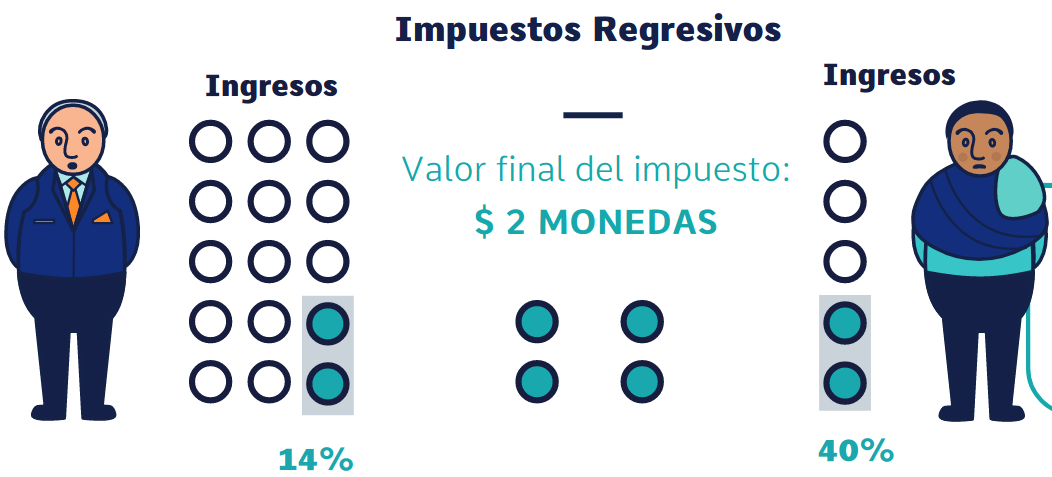 Impuestos Regresivos
Ingresos
Ingresos
Valor final del impuesto:
$ 2 MONEDAS
14%
40%